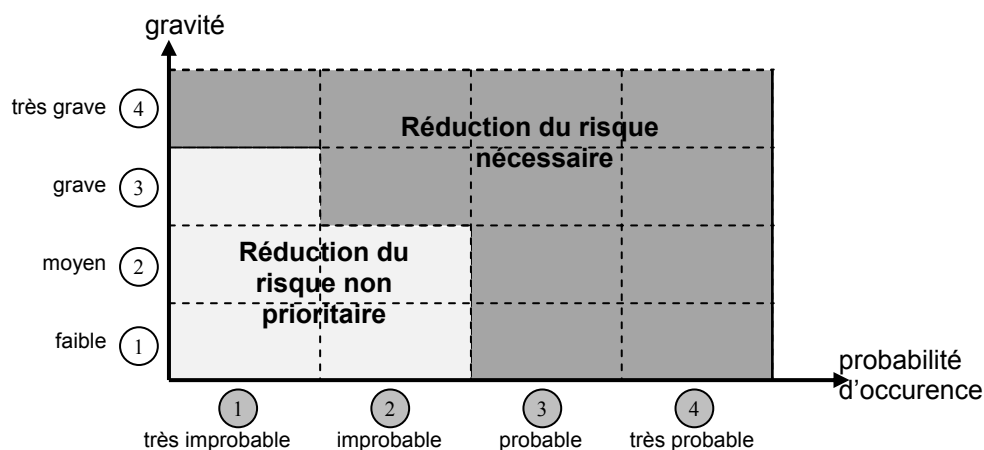 gravité
très grave 4
Réduction du risque
nécessaire
grave 3
moyen 2
Réduction du
risque non
prioritaire
faible 1
probabilité
d'occurence
1 2 3 4
très improbable improbable probable très probable